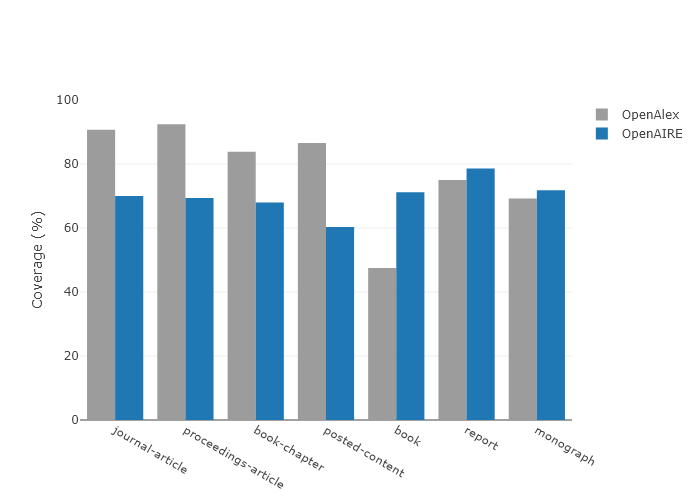 100
80
60
40
20
0
Coverage (%)
journal-article
proceedings-article
book-chapter
posted-content
book
report
monograph
OpenAlex
OpenAIRE